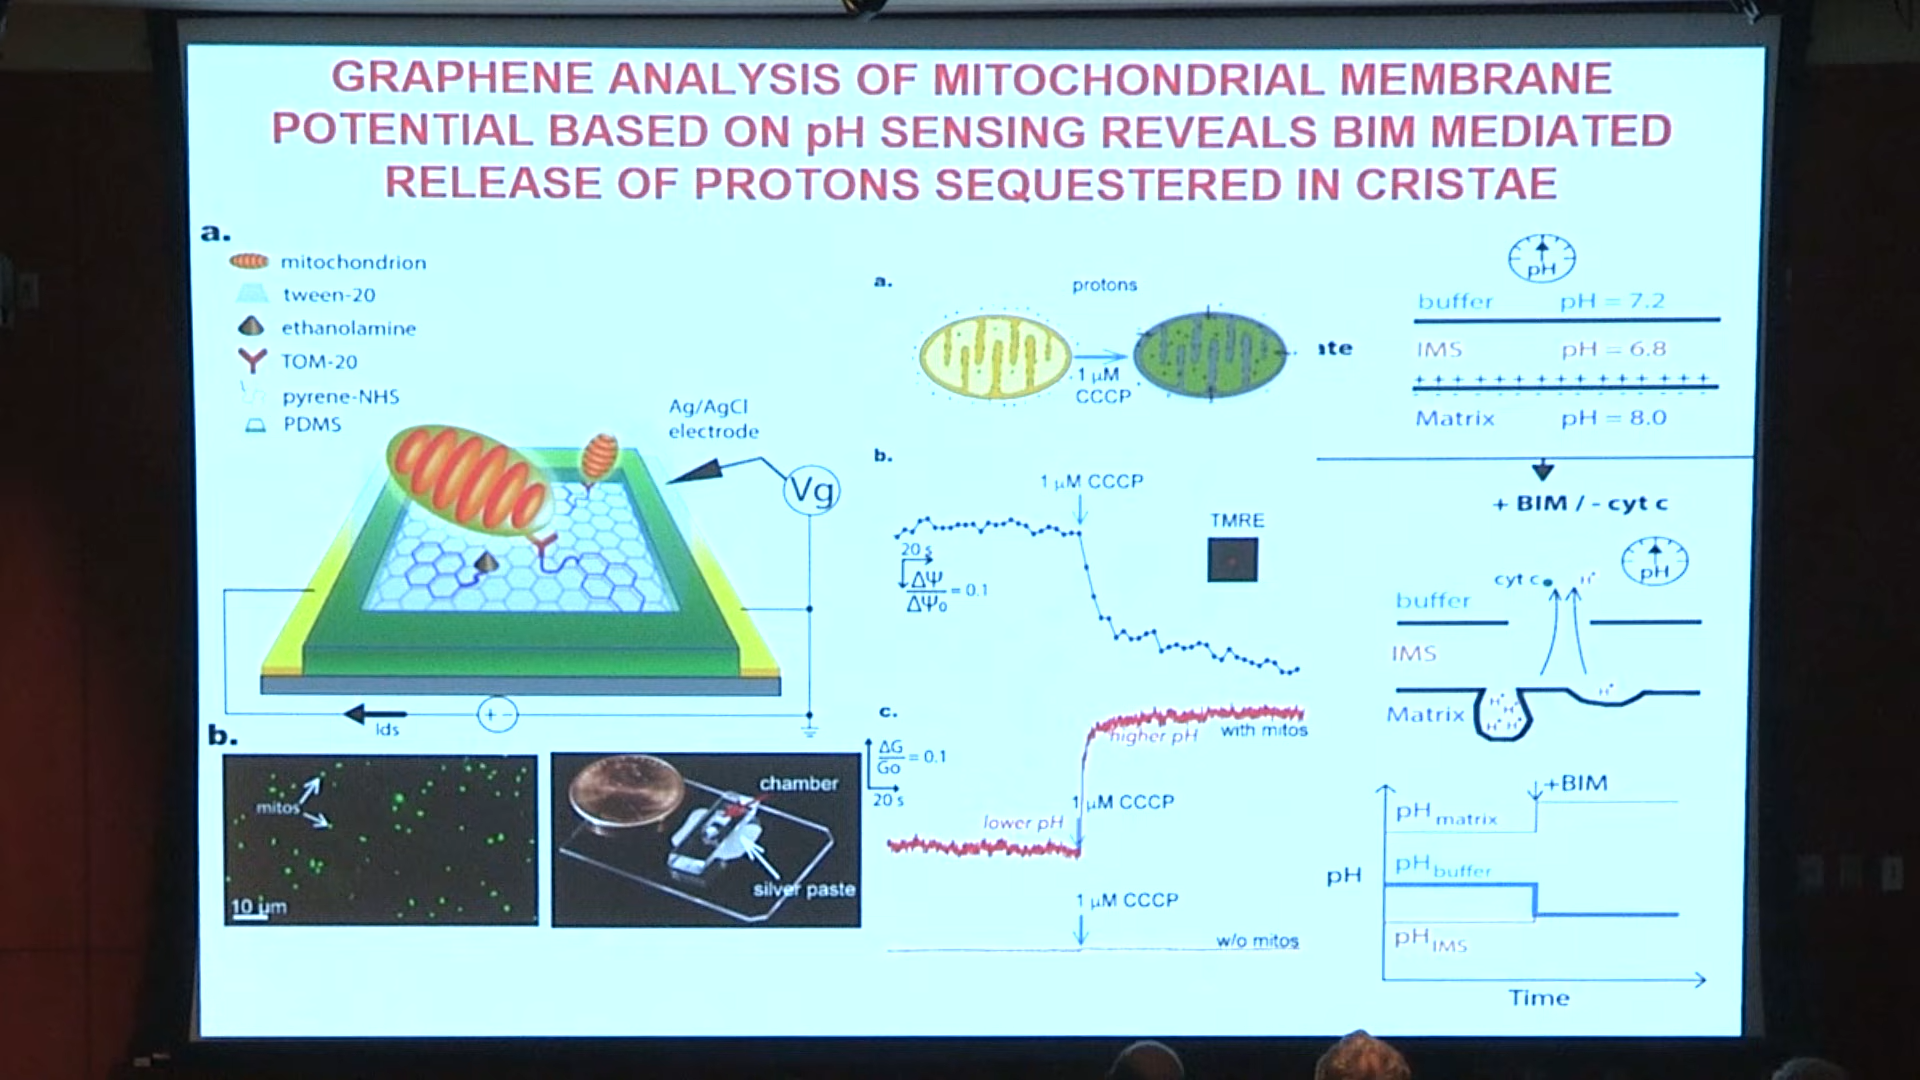 GRAPHENE ANALYSIS OF MITOCHONDRIAL MEMBRANE
POTENTIAL BASED ON pH SENSING REVEALS BIM MEDIATED
RELEASE OF PROTONS SEQUESTERED IN CRISTAE
a.
mitochondrion
tween-20
ethanolamine
TOM-20
pyrene-NHS
PDMS
Ag/AgCl
electrode
Vg
+ -
Ids
b.
mitos
10 µm
chamber
silver paste
a.
protons
1 µM
CCCP
b.
1 µM CCCP
TMRE
20 s
ΔΨ
ΔΨ₀
= 0.1
c.
ΔG
Go
= 0.1
20 s
higher pH
with mitos
1 µM CCCP
lower pH
1 µM CCCP
w/o mitos
ate
pH
buffer pH = 7.2
IMS pH = 6.8
+ + + + + + + + + + + + + + + + + + +
Matrix pH = 8.0
+ BIM / - cyt c
pH
cyt c H⁺
buffer
IMS
H⁺
Matrix
H⁺
H⁺
H⁺ H⁺
+BIM
pH matrix
pH buffer
pH
pH IMS
Time